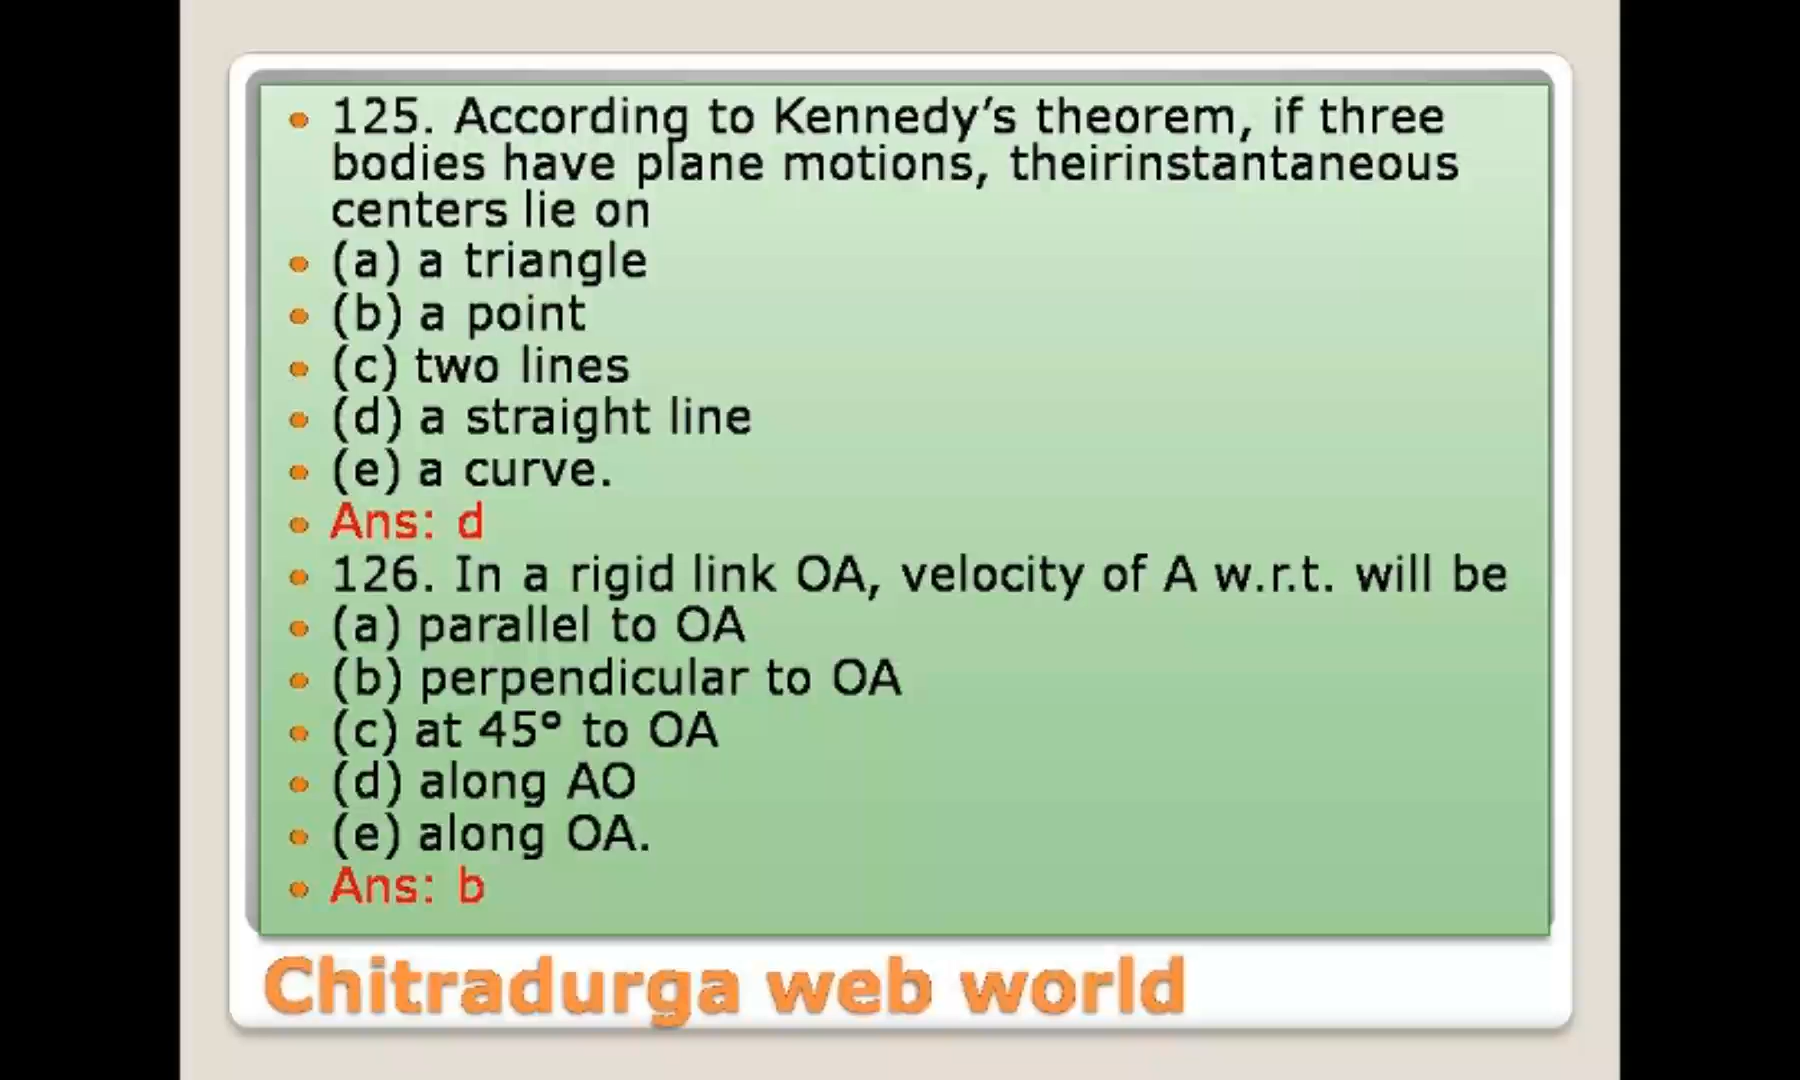 125. According to Kennedy's theorem, if three
bodies have plane motions, theirinstantaneous
centers lie on
(a) a triangle
(b) a point
(c) two lines
(d) a straight line
(e) a curve.
Ans: d
126. In a rigid link OA, velocity of A w.r.t. will be
(a) parallel to OA
(b) perpendicular to OA
(c) at 45° to OA
(d) along AO
(e) along OA.
Ans: b
Chitradurga web world